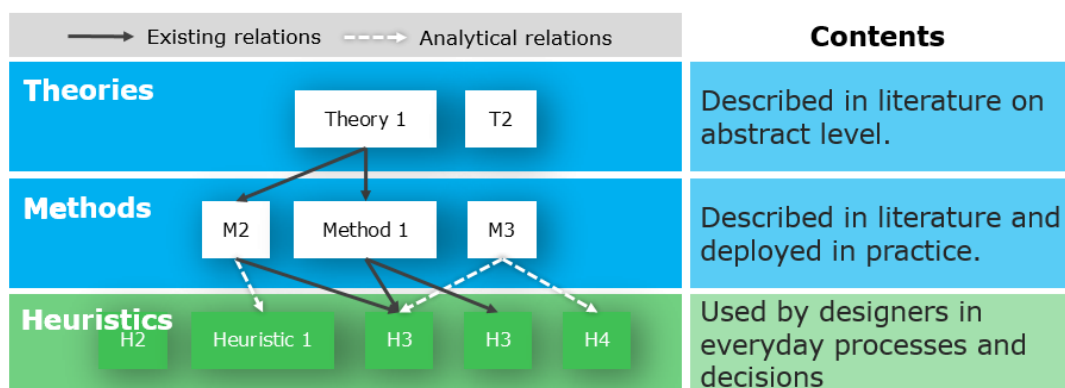 Existing relations
Analytical relations
Contents
Theories
Theory 1
T2
Described in literature on
abstract level.
Methods
M2
Method 1
M3
Described in literature and
deployed in practice.
Heuristics
H2
Heuristic 1
H3
H3
H4
Used by designers in
everyday processes and
decisions